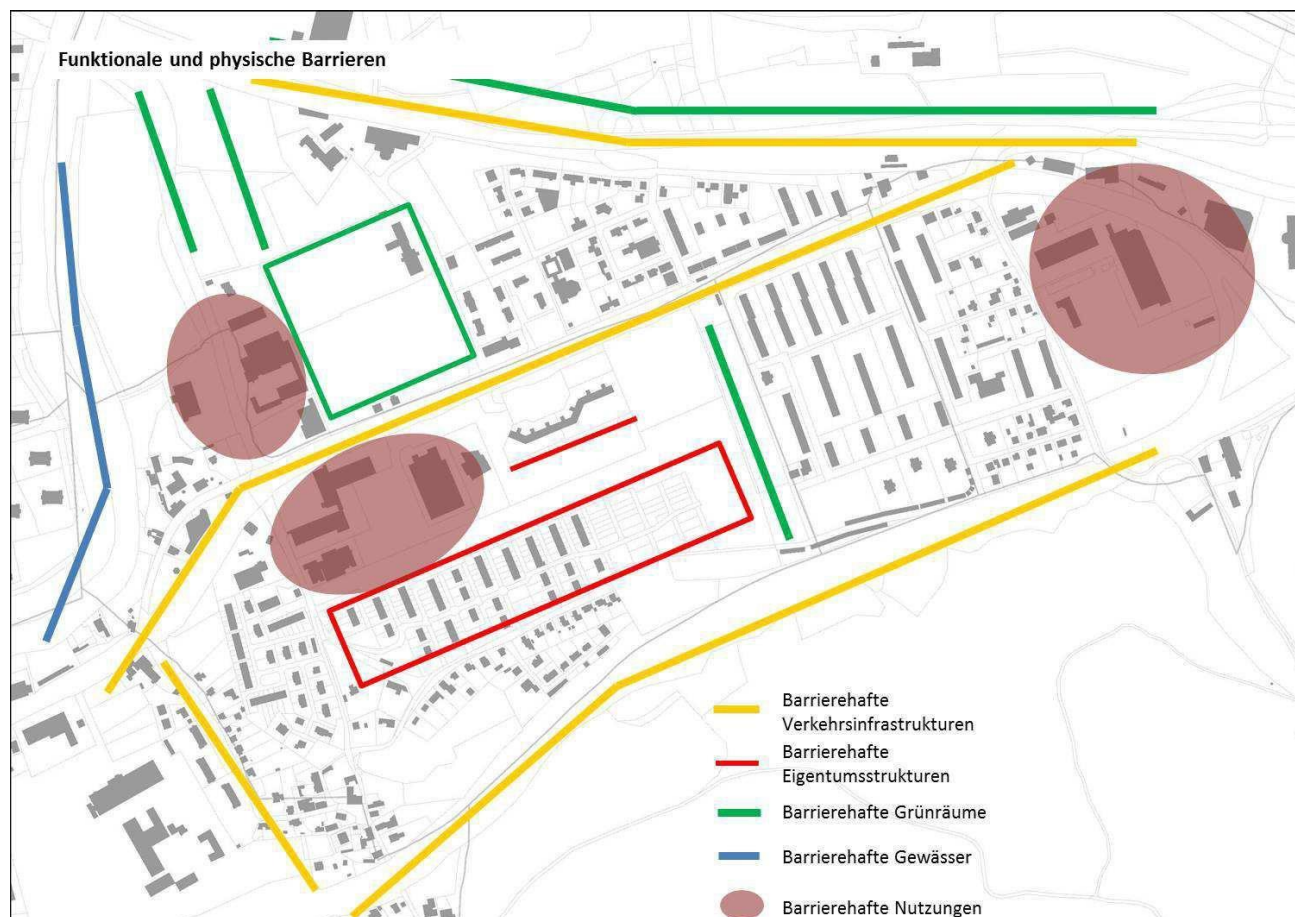 Funktionale und physische Barrieren
Barrierehafte
Verkehrsinfrastrukturen
Barrierehafte
Eigentumsstrukturen
Barrierehafte Grünräume
Barrierehafte Gewässer
Barrierehafte Nutzungen